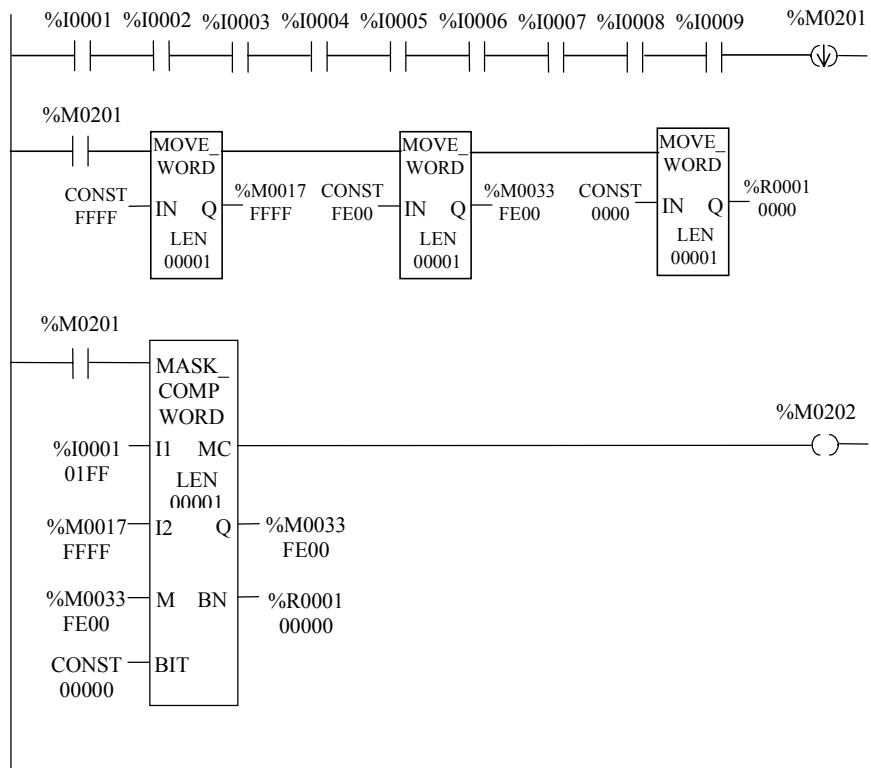 %I0001 %I0002 %I0003 %I0004 %I0005 %I0006 %I0007 %I0008 %I0009 %M0201
%M0201
MOVE_ MOVE_ MOVE_
WORD WORD WORD
CONST IN Q %M0017 CONST IN Q %M0033 CONST IN Q %R0001
FFFF FFFF FE00 FE00 0000 0000
LEN LEN LEN
00001 00001 00001
%M0201
MASK_
COMP
WORD
%M0202
%I0001 I1 MC
01FF
LEN
00001
%M0017 I2 Q %M0033
FFFF FE00
%M0033 M BN %R0001
FE00 00000
CONST BIT
00000